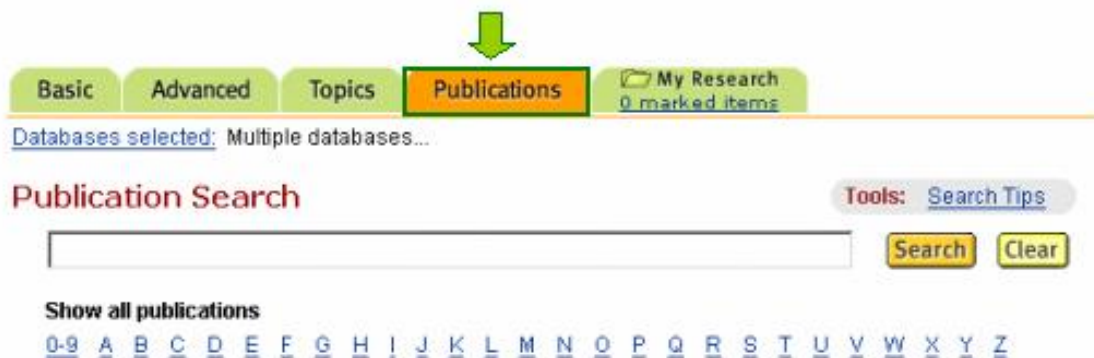 Basic Advanced Topics Publications My Research
0 marked items
Databases selected: Multiple databases...
Publication Search Tools: Search Tips
Search Clear
Show all publications
0-9 A B C D E F G H I J K L M N O P Q R S T U V W X Y Z